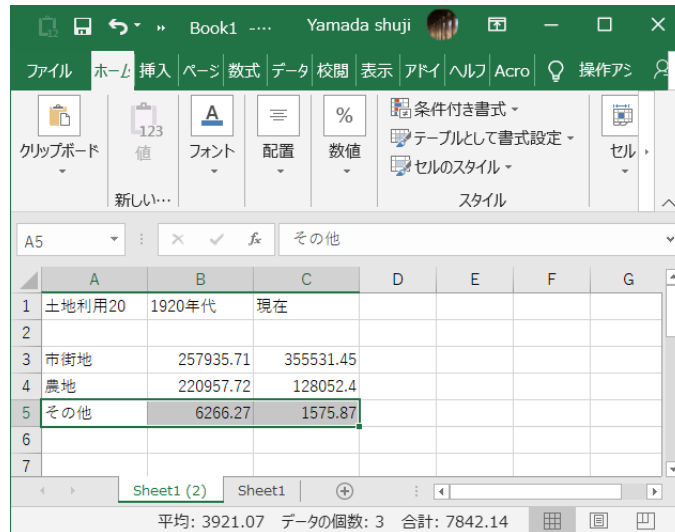 Book1 -… Yamada shuji
ファイル ホーム 挿入 ページ 数式 データ 校閲 表示 アドイ ヘルフ Acro 操作アシ
123
%
条件付き書式
テーブルとして書式設定
セルのスタイル
クリップボード 値 フォント 配置 数値 セル
新しい… スタイル
A5 fx その他
A B C D E F G
1 土地利用20 1920年代 現在
2
3 市街地 257935.71 355531.45
4 農地 220957.72 128052.4
5 その他 6266.27 1575.87
6
7
Sheet1 (2) Sheet1
平均: 3921.07 データの個数: 3 合計: 7842.14